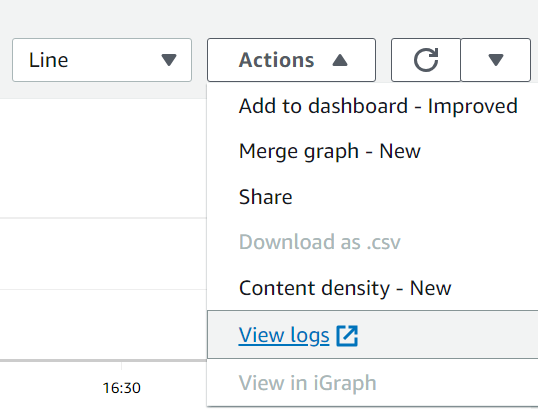 Line
Actions
Add to dashboard - Improved
Merge graph - New
Share
Download as .csv
Content density - New
View logs
View in iGraph
16:30